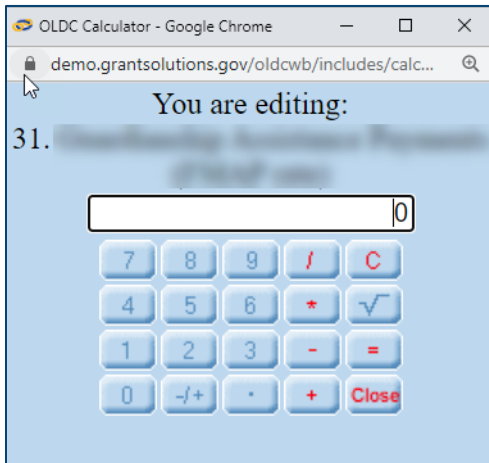 OLDC Calculator - Google Chrome
demo.grantsolutions.gov/oldcwb/includes/calc...
You are editing:
31.
0
7 8 9 / C
4 5 6 * √
1 2 3 - =
0 -/+ . + Close